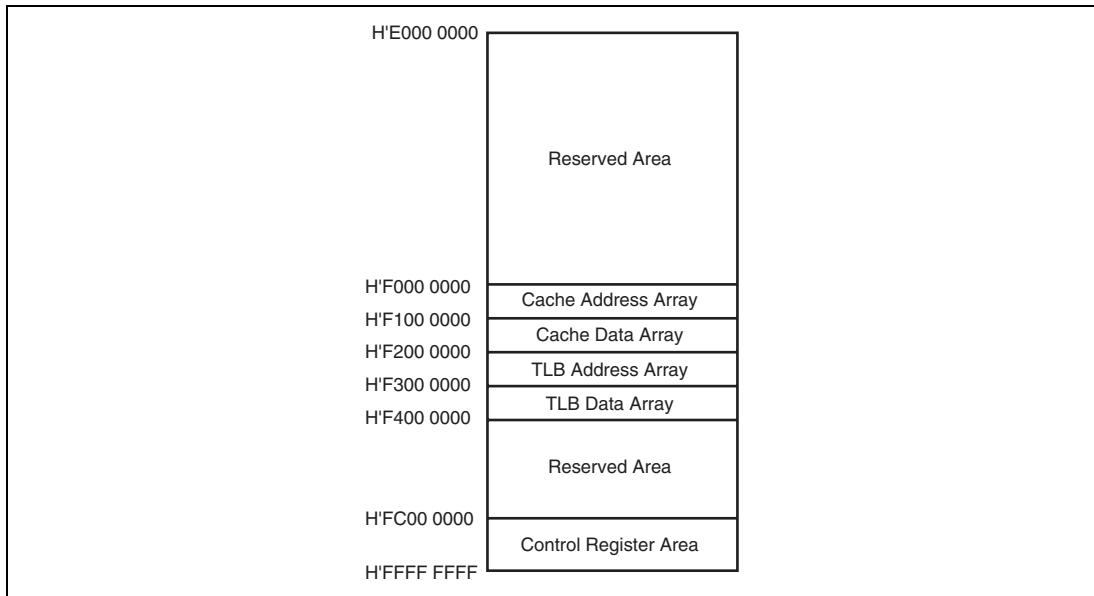 H'E000 0000
Reserved Area
H'F000 0000
Cache Address Array
H'F100 0000
Cache Data Array
H'F200 0000
TLB Address Array
H'F300 0000
TLB Data Array
H'F400 0000
Reserved Area
H'FC00 0000
Control Register Area
H'FFFF FFFF